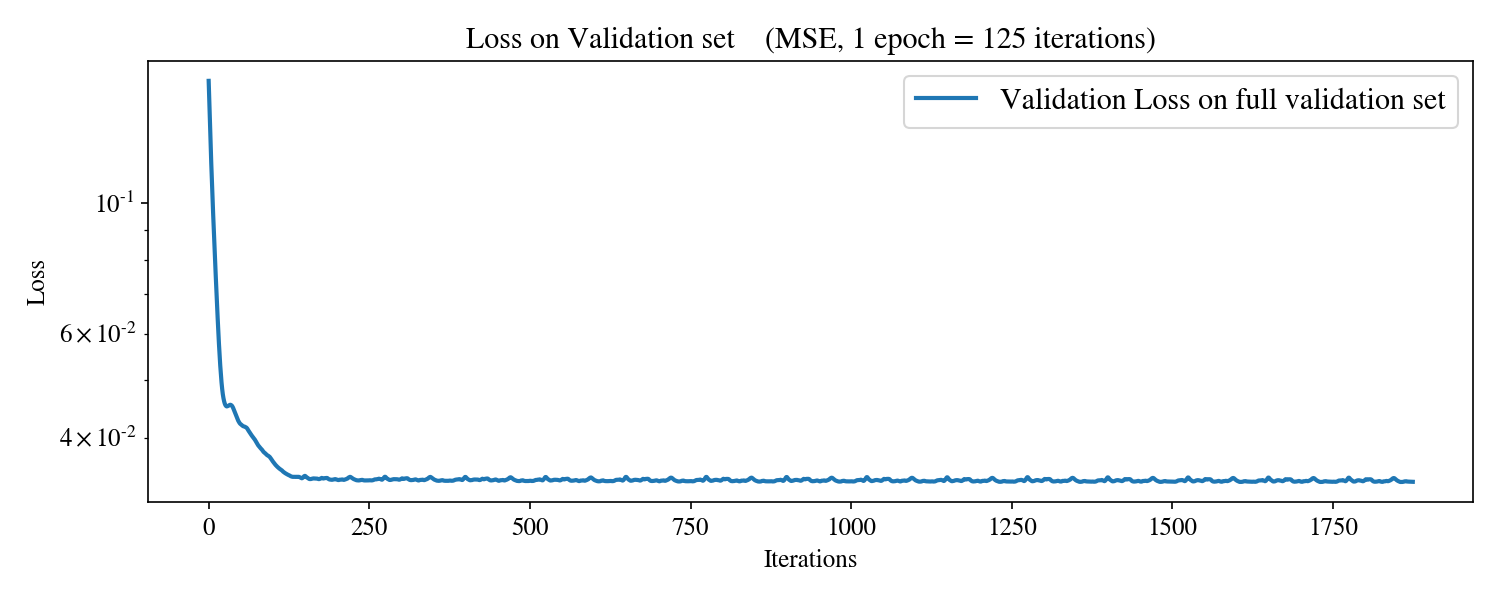 Loss on Validation set (MSE, 1 epoch = 125 iterations)
Validation Loss on full validation set
Loss
10⁻¹
6×10⁻²
4×10⁻²
0 250 500 750 1000 1250 1500 1750
Iterations